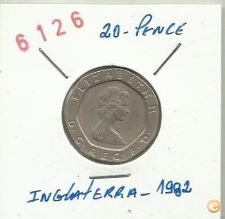 6126
20-PENCE
ELIZABETH II
D.G.REG.F.D.
INGLATERRA - 1982